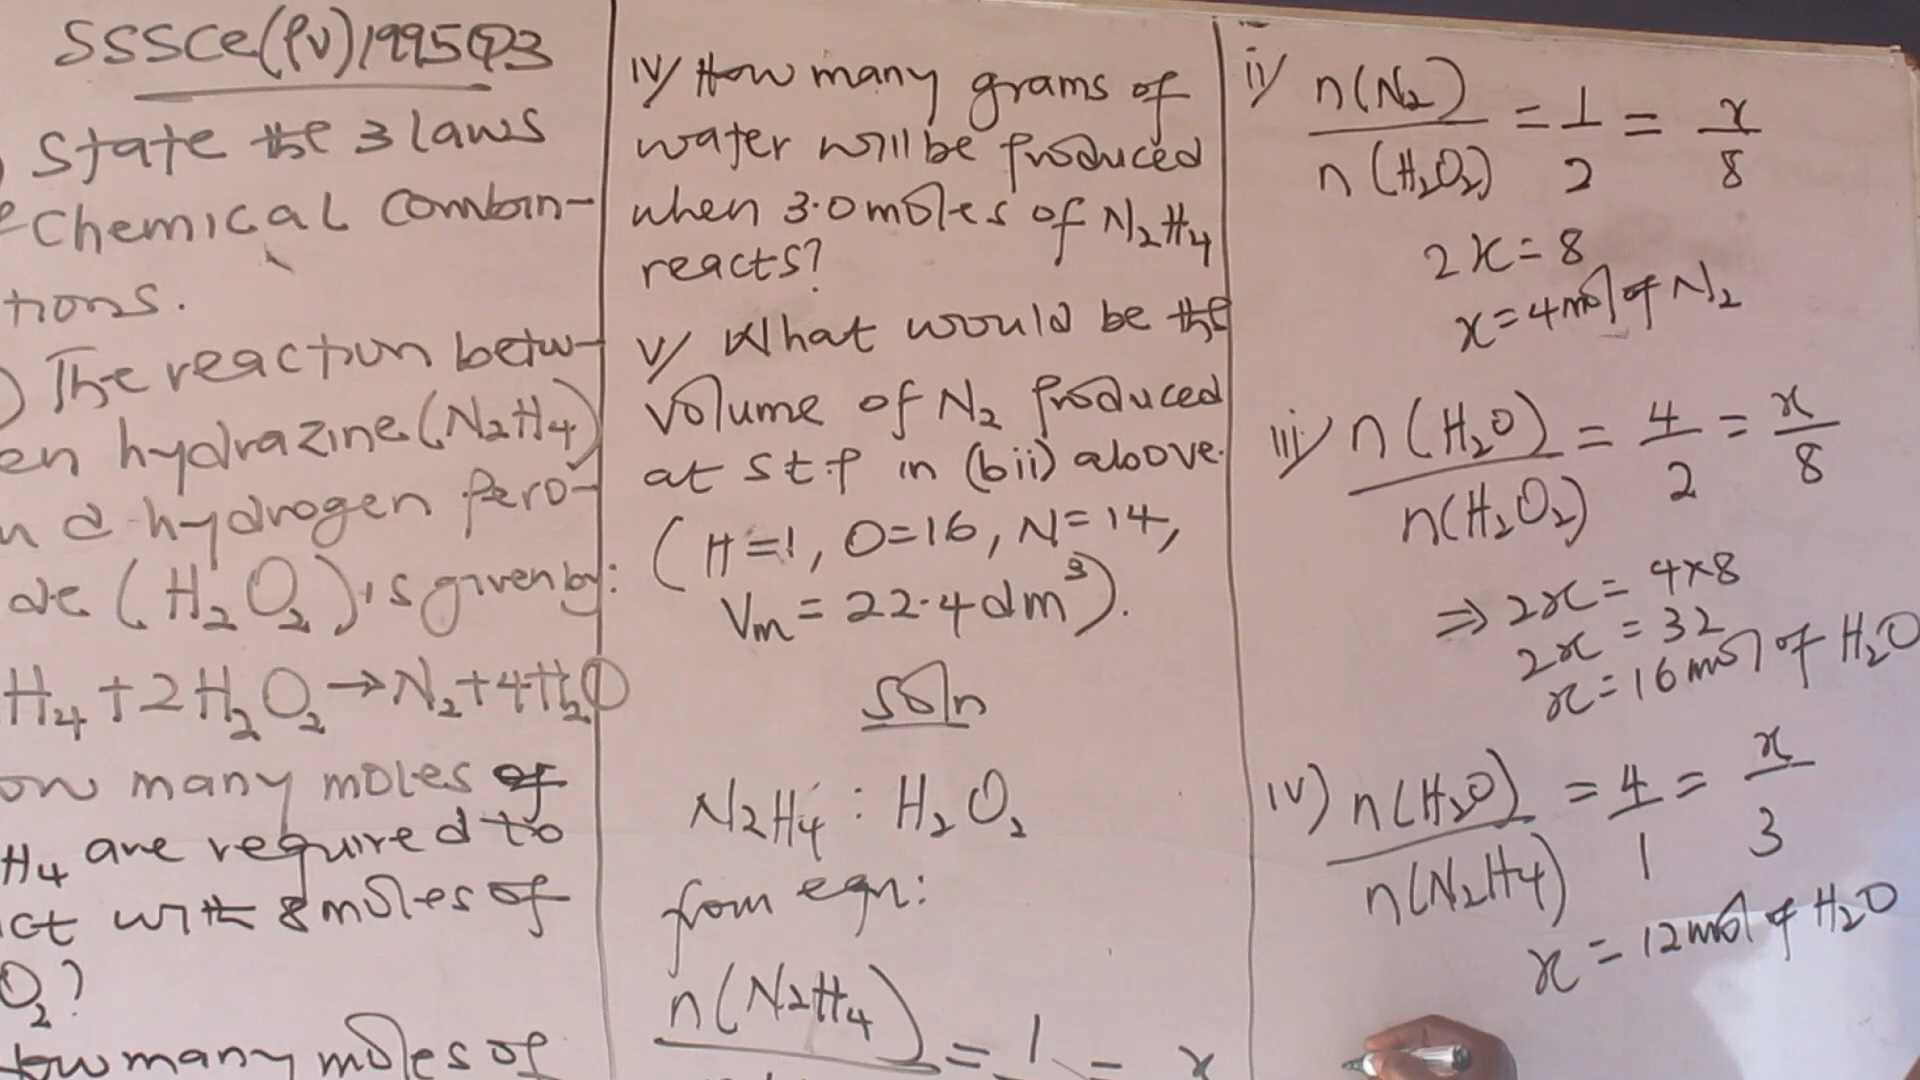 SSSCE(PV)1995Q3
State the 3 laws
Chemical combin-
tions.
The reaction betw-
en hydrazine (N₂H₄)
nd hydrogen pero-
de (H₂O₂) is given by:
H₄ + 2H₂O₂ → N₂ + 4H₂O
ow many moles of
H₄ are required to
ct with 8 moles of
O₂?
How many moles of
iv/ How many grams of
water will be produced
when 3.0 moles of N₂H₄
reacts?
v/ What would be the
volume of N₂ produced
at s.t.p in (bii) above.
(H=1, O=16, N=14,
Vm = 22.4 dm³).
soln
N₂H₄ : H₂O₂
from eqn:
n(N₂H₄) = 1 = x
ii/ n(N₂) / n(H₂O₂) = 1/2 = x/8
2x = 8
x = 4 mol of N₂
iii/ n(H₂O) / n(H₂O₂) = 4/2 = x/8
⇒ 2x = 4×8
2x = 32
x = 16 mol of H₂O
iv) n(H₂O) / n(N₂H₄) = 4/1 = x/3
x = 12 mol of H₂O